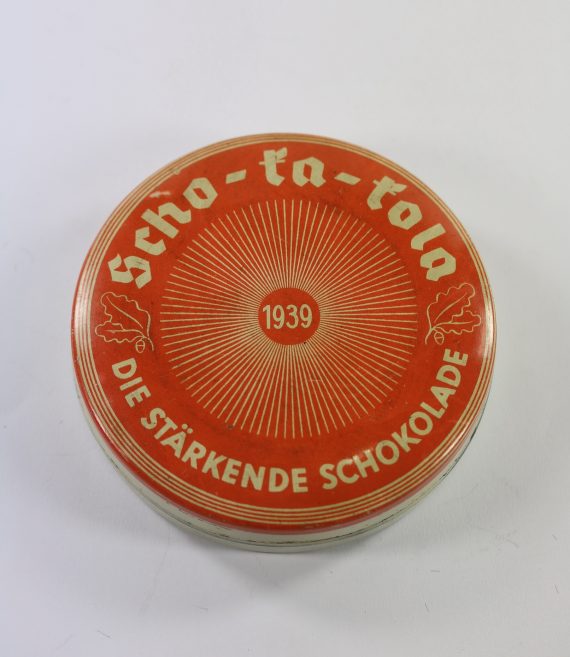 Scho-ka-kola
1939
DIE STÄRKENDE SCHOKOLADE